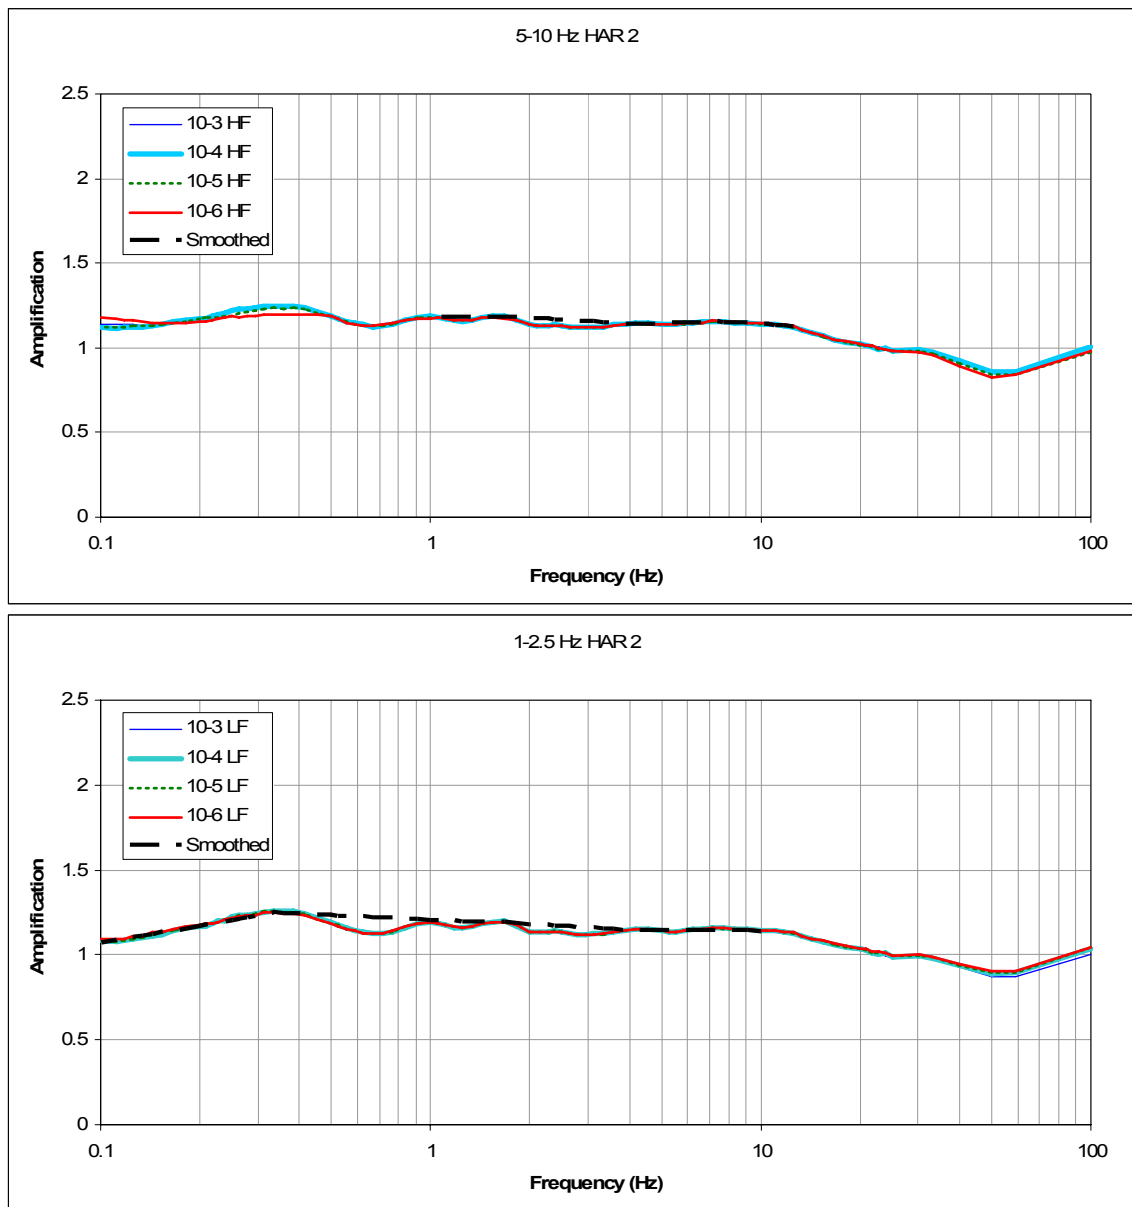 5-10 Hz HAR 2
2.5
2
1.5
1
0.5
0
Amplification
10-3 HF
10-4 HF
10-5 HF
10-6 HF
Smoothed
0.1 1 10 100
Frequency (Hz)
1-2.5 Hz HAR 2
2.5
2
1.5
1
0.5
0
Amplification
10-3 LF
10-4 LF
10-5 LF
10-6 LF
Smoothed
0.1 1 10 100
Frequency (Hz)